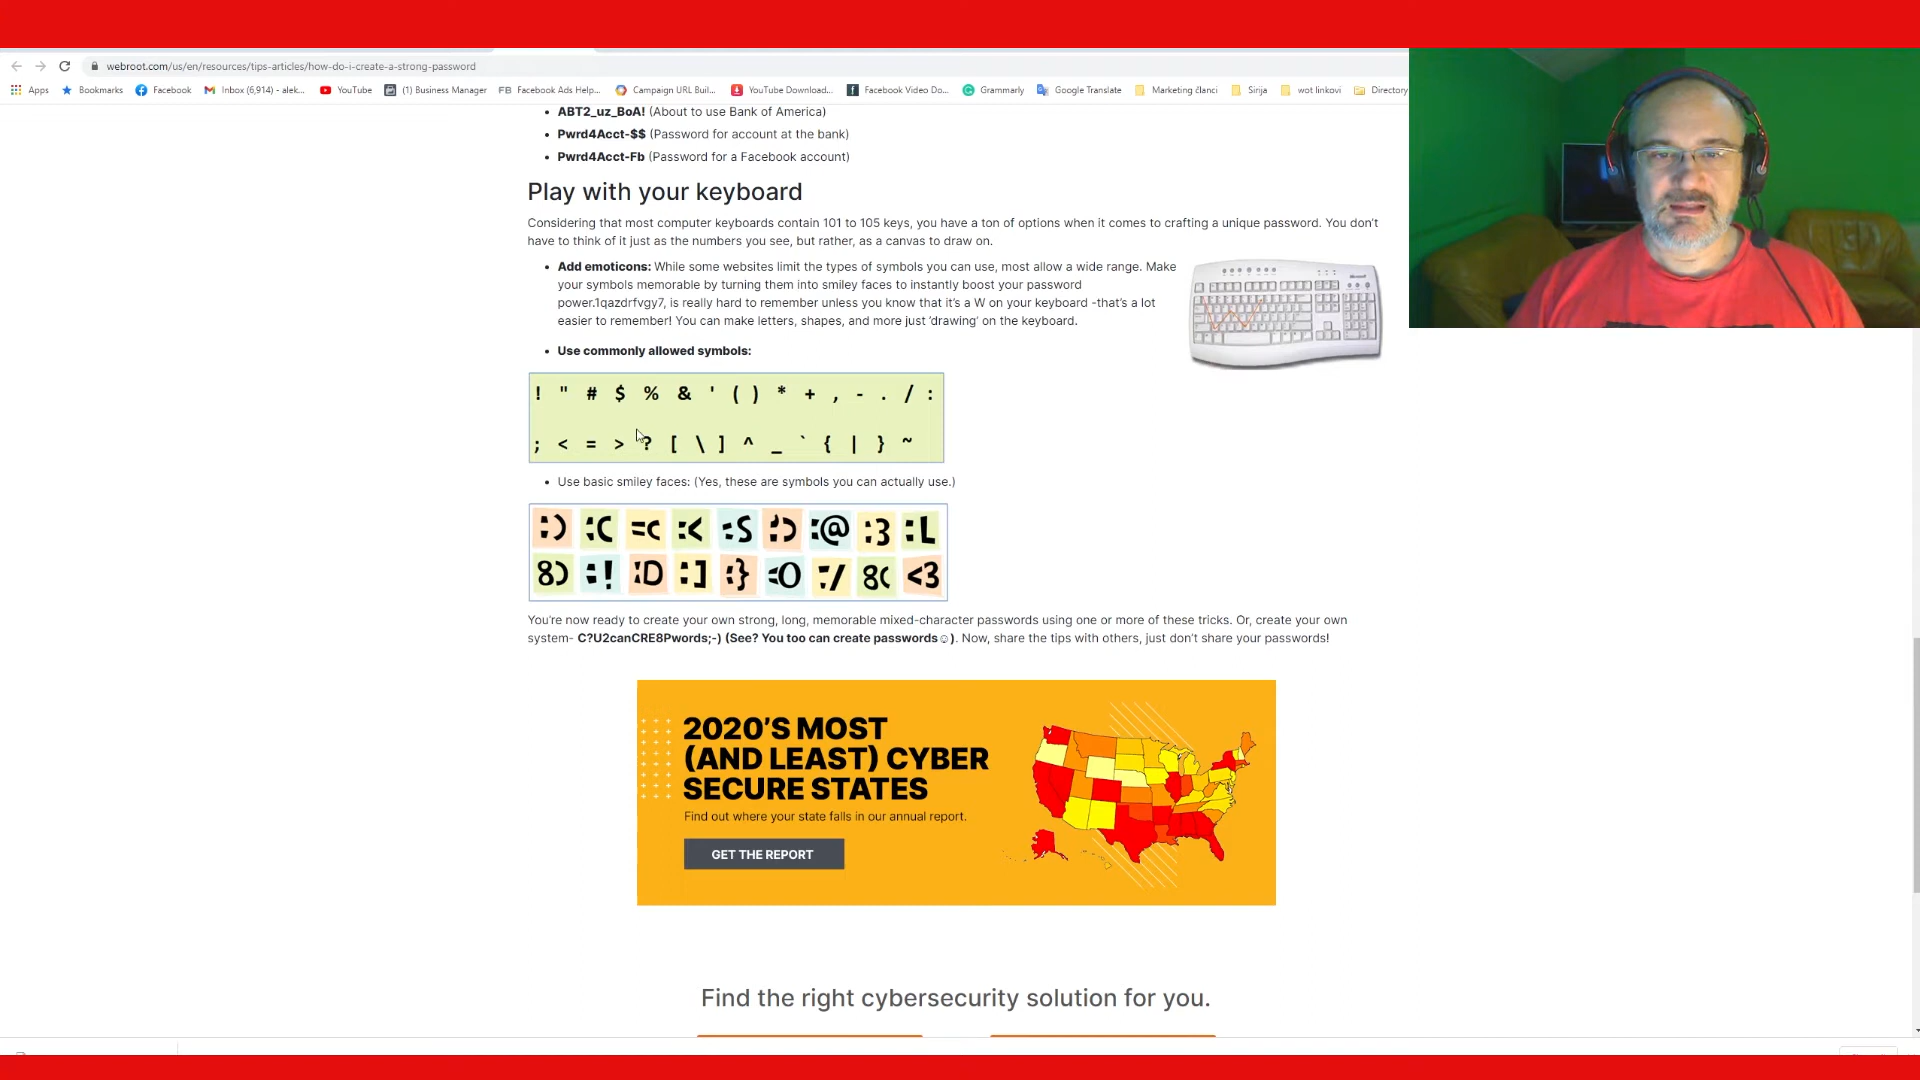 webroot.com/us/en/resources/tips-articles/how-do-i-create-a-strong-password
Apps Bookmarks Facebook Inbox (6,914) - alek... YouTube (1) Business Manager FB Facebook Ads Help... Campaign URL Buil... YouTube Download... Facebook Video Do... Grammarly Google Translate Marketing članci Sirija wot linkovi Directory
• ABT2_uz_BoA! (About to use Bank of America)
• Pwrd4Acct-$$ (Password for account at the bank)
• Pwrd4Acct-Fb (Password for a Facebook account)
Play with your keyboard
Considering that most computer keyboards contain 101 to 105 keys, you have a ton of options when it comes to crafting a unique password. You don't
have to think of it just as the numbers you see, but rather, as a canvas to draw on.
• Add emoticons: While some websites limit the types of symbols you can use, most allow a wide range. Make
your symbols memorable by turning them into smiley faces to instantly boost your password
power.1qazdrfvgy7, is really hard to remember unless you know that it's a W on your keyboard -that's a lot
easier to remember! You can make letters, shapes, and more just 'drawing' on the keyboard.
• Use commonly allowed symbols:
! " # $ % & ' ( ) * + , - . / :
; < = > ? [ \ ] ^ _ ` { | } ~
• Use basic smiley faces: (Yes, these are symbols you can actually use.)
:) :C =C :< :S :') :@ :3 :L
8) :! :D :] :} =O :/ 8( <3
You're now ready to create your own strong, long, memorable mixed-character passwords using one or more of these tricks. Or, create your own
system- C?U2canCRE8Pwords;-) (See? You too can create passwords☺). Now, share the tips with others, just don't share your passwords!
2020'S MOST
(AND LEAST) CYBER
SECURE STATES
Find out where your state falls in our annual report.
GET THE REPORT
Find the right cybersecurity solution for you.